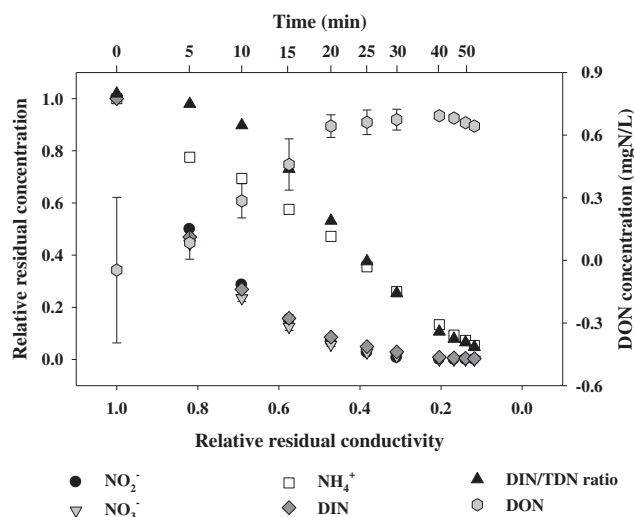 Time (min)
0 5 10 15 20 25 30 40 50
Relative residual concentration
1.0
0.8
0.6
0.4
0.2
0.0
DON concentration (mgN/L)
0.9
0.6
0.3
0.0
-0.3
-0.6
1.0 0.8 0.6 0.4 0.2 0.0
Relative residual conductivity
NO₂⁻ NH₄⁺ DIN/TDN ratio
NO₃⁻ DIN DON